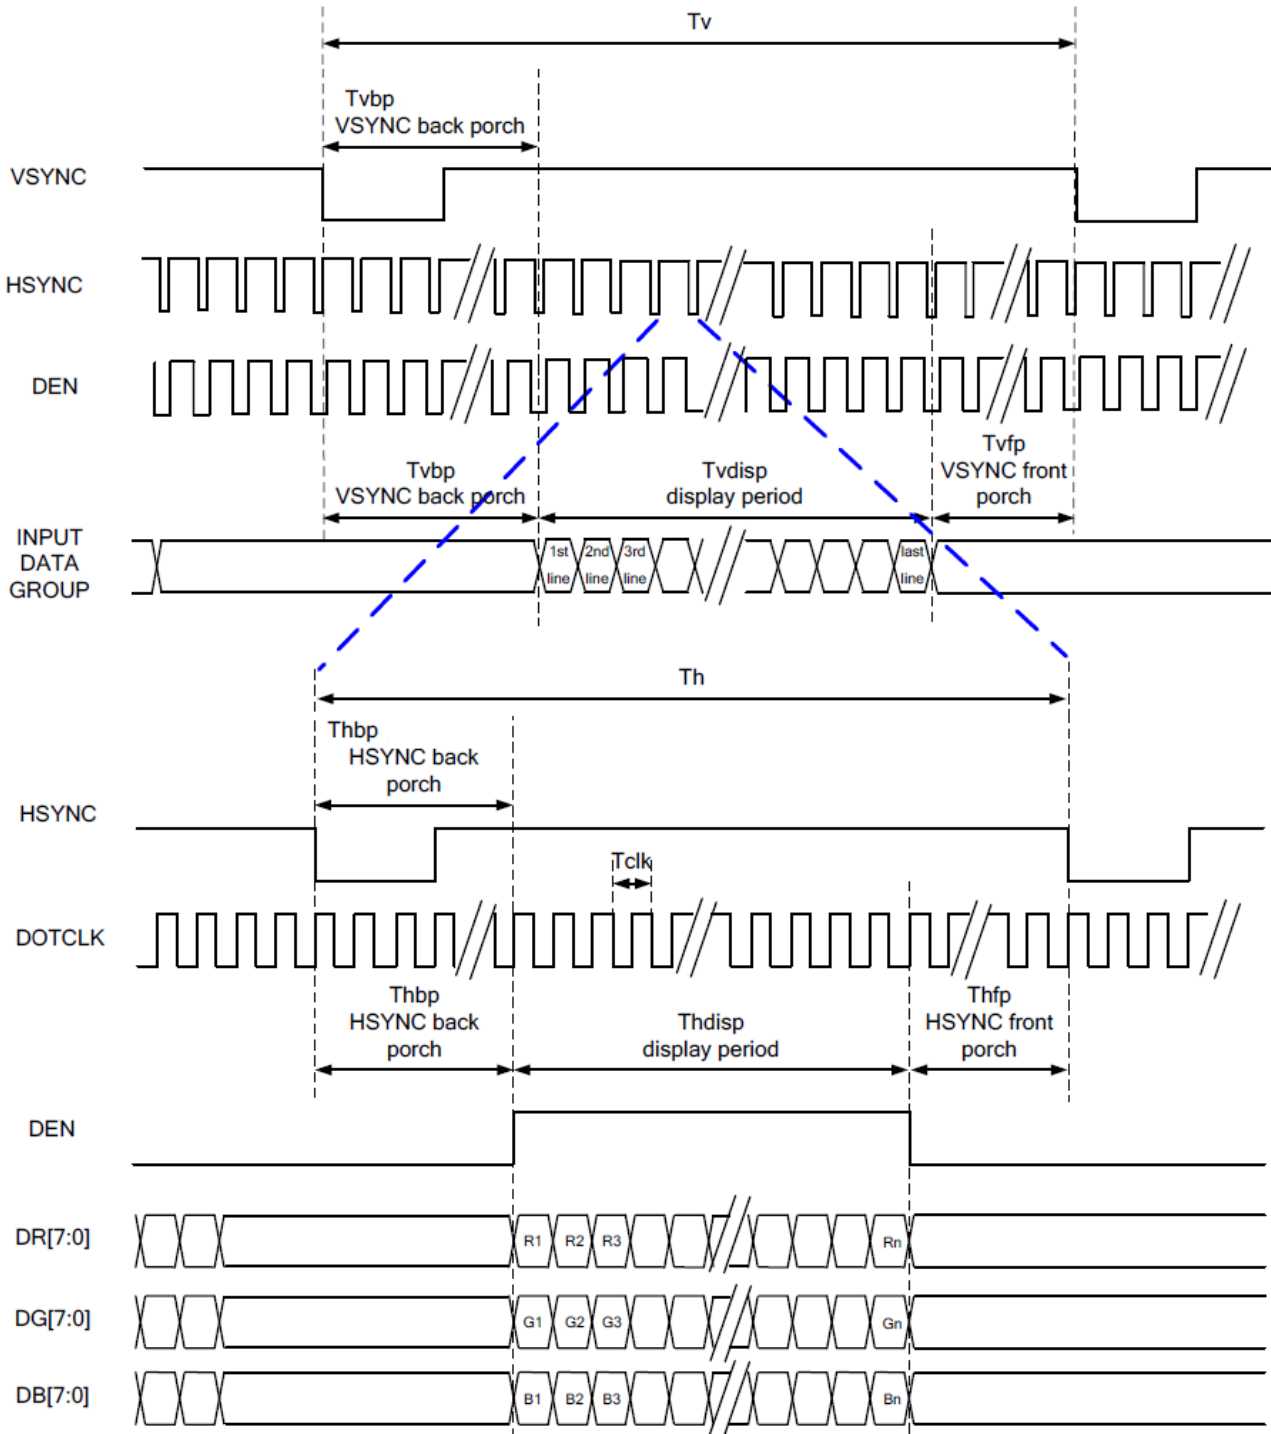 Tv
Tvbp
VSYNC back porch
VSYNC
HSYNC
DEN
Tvbp
VSYNC back porch
Tvdisp
display period
Tvfp
VSYNC front
porch
INPUT
DATA
GROUP
1st
line
2nd
line
3rd
line
last
line
Th
Thbp
HSYNC back
porch
HSYNC
Tclk
DOTCLK
Thbp
HSYNC back
porch
Thdisp
display period
Thfp
HSYNC front
porch
DEN
DR[7:0]
R1 R2 R3 Rn
DG[7:0]
G1 G2 G3 Gn
DB[7:0]
B1 B2 B3 Bn